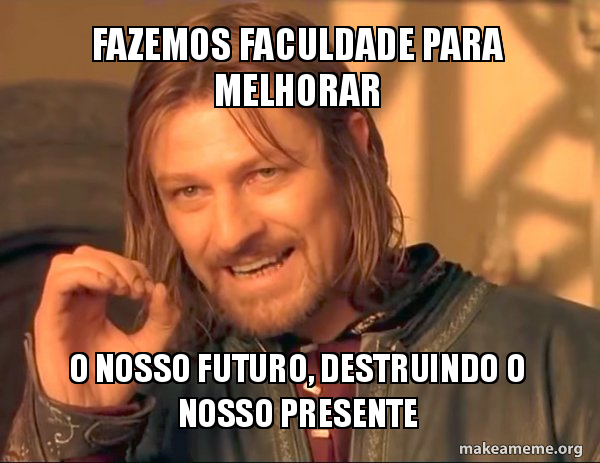 FAZEMOS FACULDADE PARA
MELHORAR
O NOSSO FUTURO, DESTRUINDO O
NOSSO PRESENTE
makeameme.org